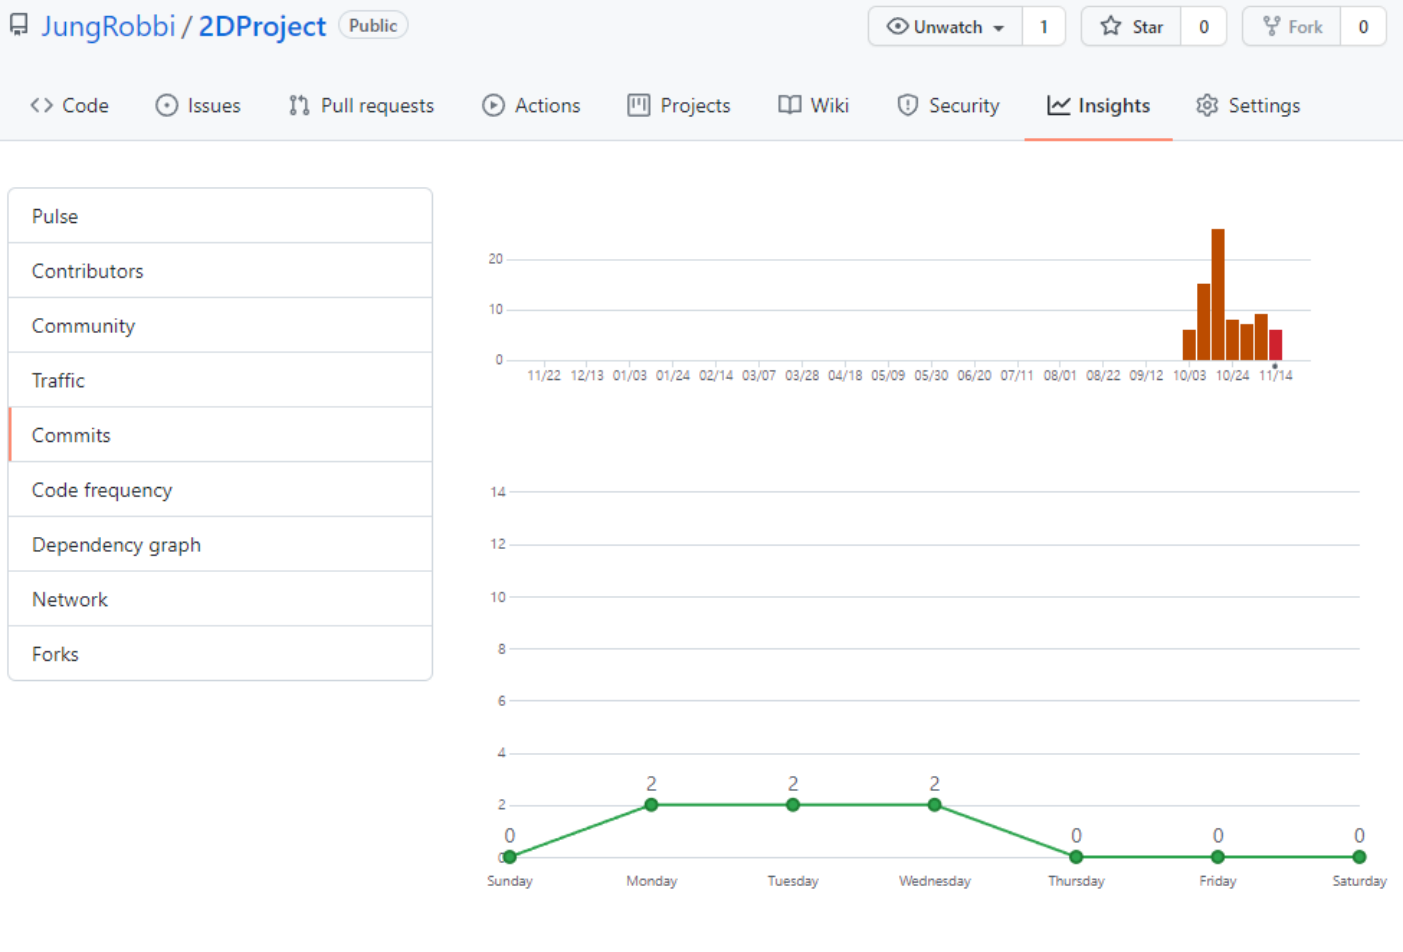 JungRobbi / 2DProject Public Unwatch 1 Star 0 Fork 0
Code Issues Pull requests Actions Projects Wiki Security Insights Settings
Pulse
Contributors
Community
Traffic
Commits
Code frequency
Dependency graph
Network
Forks
20
10
0
11/22 12/13 01/03 01/24 02/14 03/07 03/28 04/18 05/09 05/30 06/20 07/11 08/01 08/22 09/12 10/03 10/24 11/14
14
12
10
8
6
4
2
0
0 2 2 2 0 0 0
Sunday Monday Tuesday Wednesday Thursday Friday Saturday